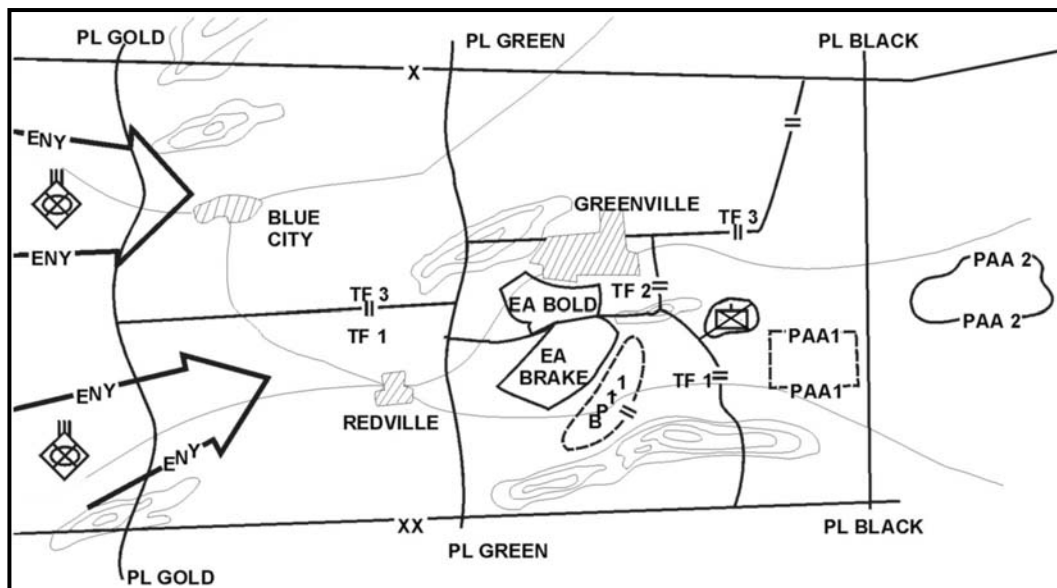 PL GOLD
PL GREEN
PL BLACK
X
ENY
ENY
BLUE
CITY
GREENVILLE
TF 3
TF 3
TF 1
EA BOLD
TF 2
EA
BRAKE
PAA 2
PAA 2
PAA1
PAA1
TF 1
B P 1
REDVILLE
ENY
ENY
XX
PL GREEN
PL BLACK
PL GOLD